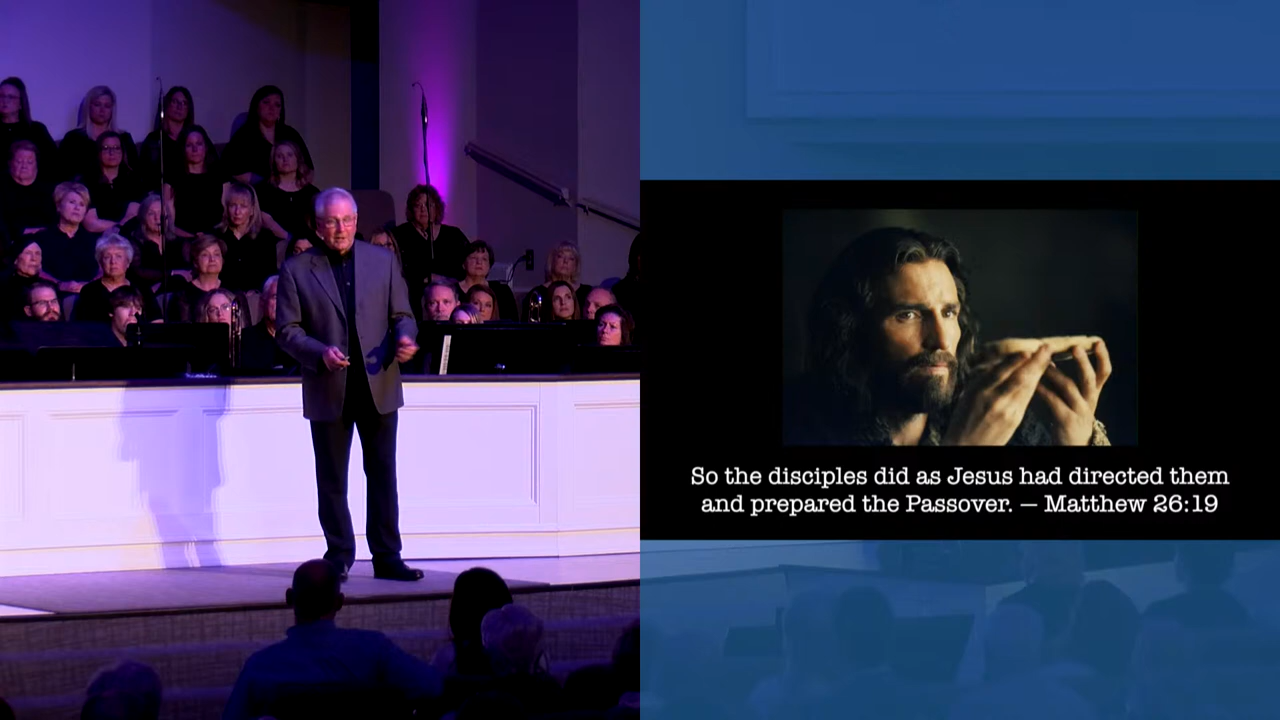 So the disciples did as Jesus had directed them
and prepared the Passover. — Matthew 26:19